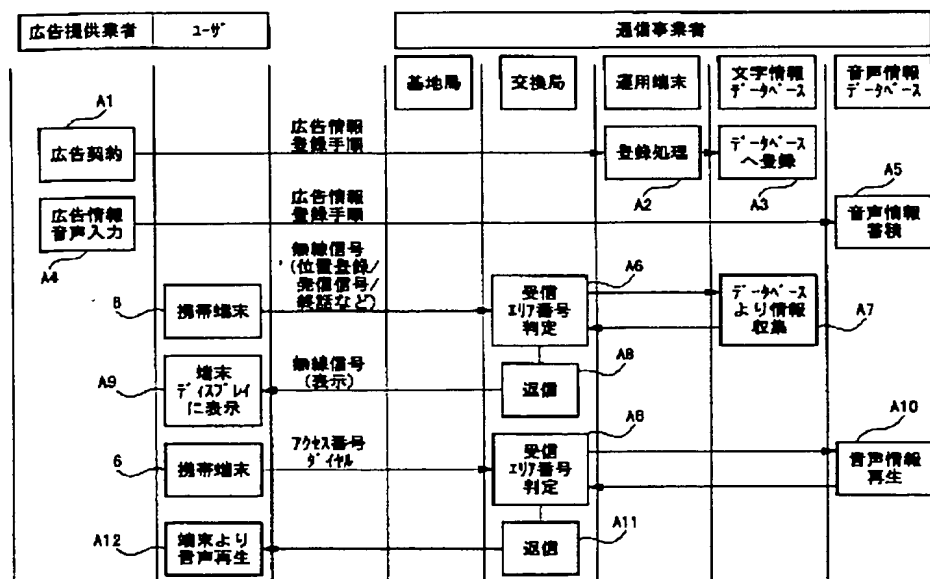 広告提供業者
ユーザ
通信事業者
基地局
交換局
運用端末
文字情報
データベース
音声情報
データベース
A1
広告契約
広告情報
登録手順
登録処理
A2
データベース
へ登録
A3
A5
広告情報
音声入力
A4
広告情報
登録手順
音声情報
蓄積
無線信号
(位置登録/
発信信号/
終話など)
6
携帯端末
A6
受信
エリア番号
判定
データベース
より情報
収集
A7
A9
端末
ディスプレイ
に表示
無線信号
(表示)
A8
返信
6
携帯端末
アクセス番号
ダイヤル
A6
受信
エリア番号
判定
A10
音声情報
再生
A12
端末より
音声再生
A11
返信